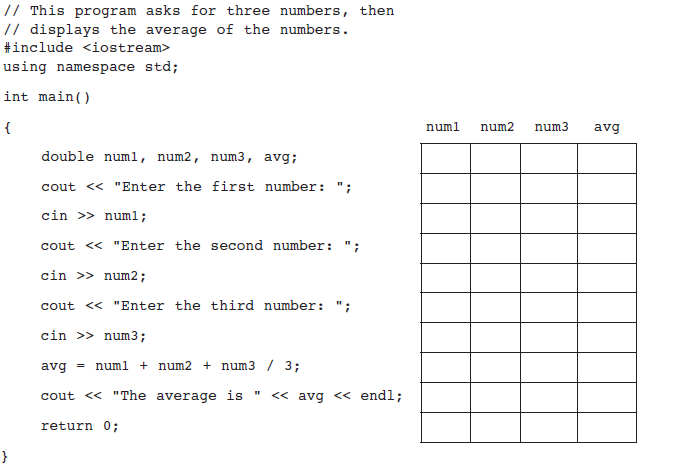 // This program asks for three numbers, then
// displays the average of the numbers.
#include <iostream>
using namespace std;
int main()
{
num1 num2 num3 avg
double num1, num2, num3, avg;
cout << "Enter the first number: ";
cin >> num1;
cout << "Enter the second number: ";
cin >> num2;
cout << "Enter the third number: ";
cin >> num3;
avg = num1 + num2 + num3 / 3;
cout << "The average is " << avg << endl;
return 0;
}